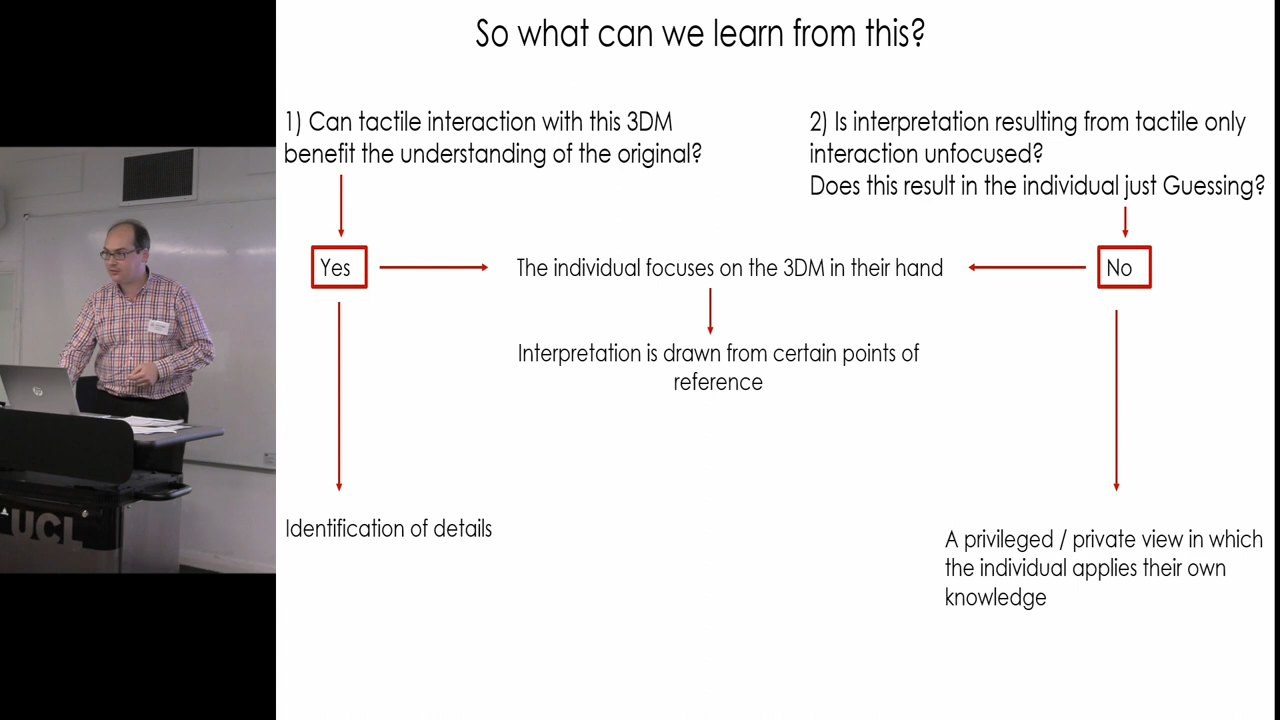 So what can we learn from this?
1) Can tactile interaction with this 3DM
benefit the understanding of the original?
2) Is interpretation resulting from tactile only
interaction unfocused?
Does this result in the individual just Guessing?
Yes
The individual focuses on the 3DM in their hand
No
Interpretation is drawn from certain points of
reference
Identification of details
A privileged / private view in which
the individual applies their own
knowledge
hp
UCL